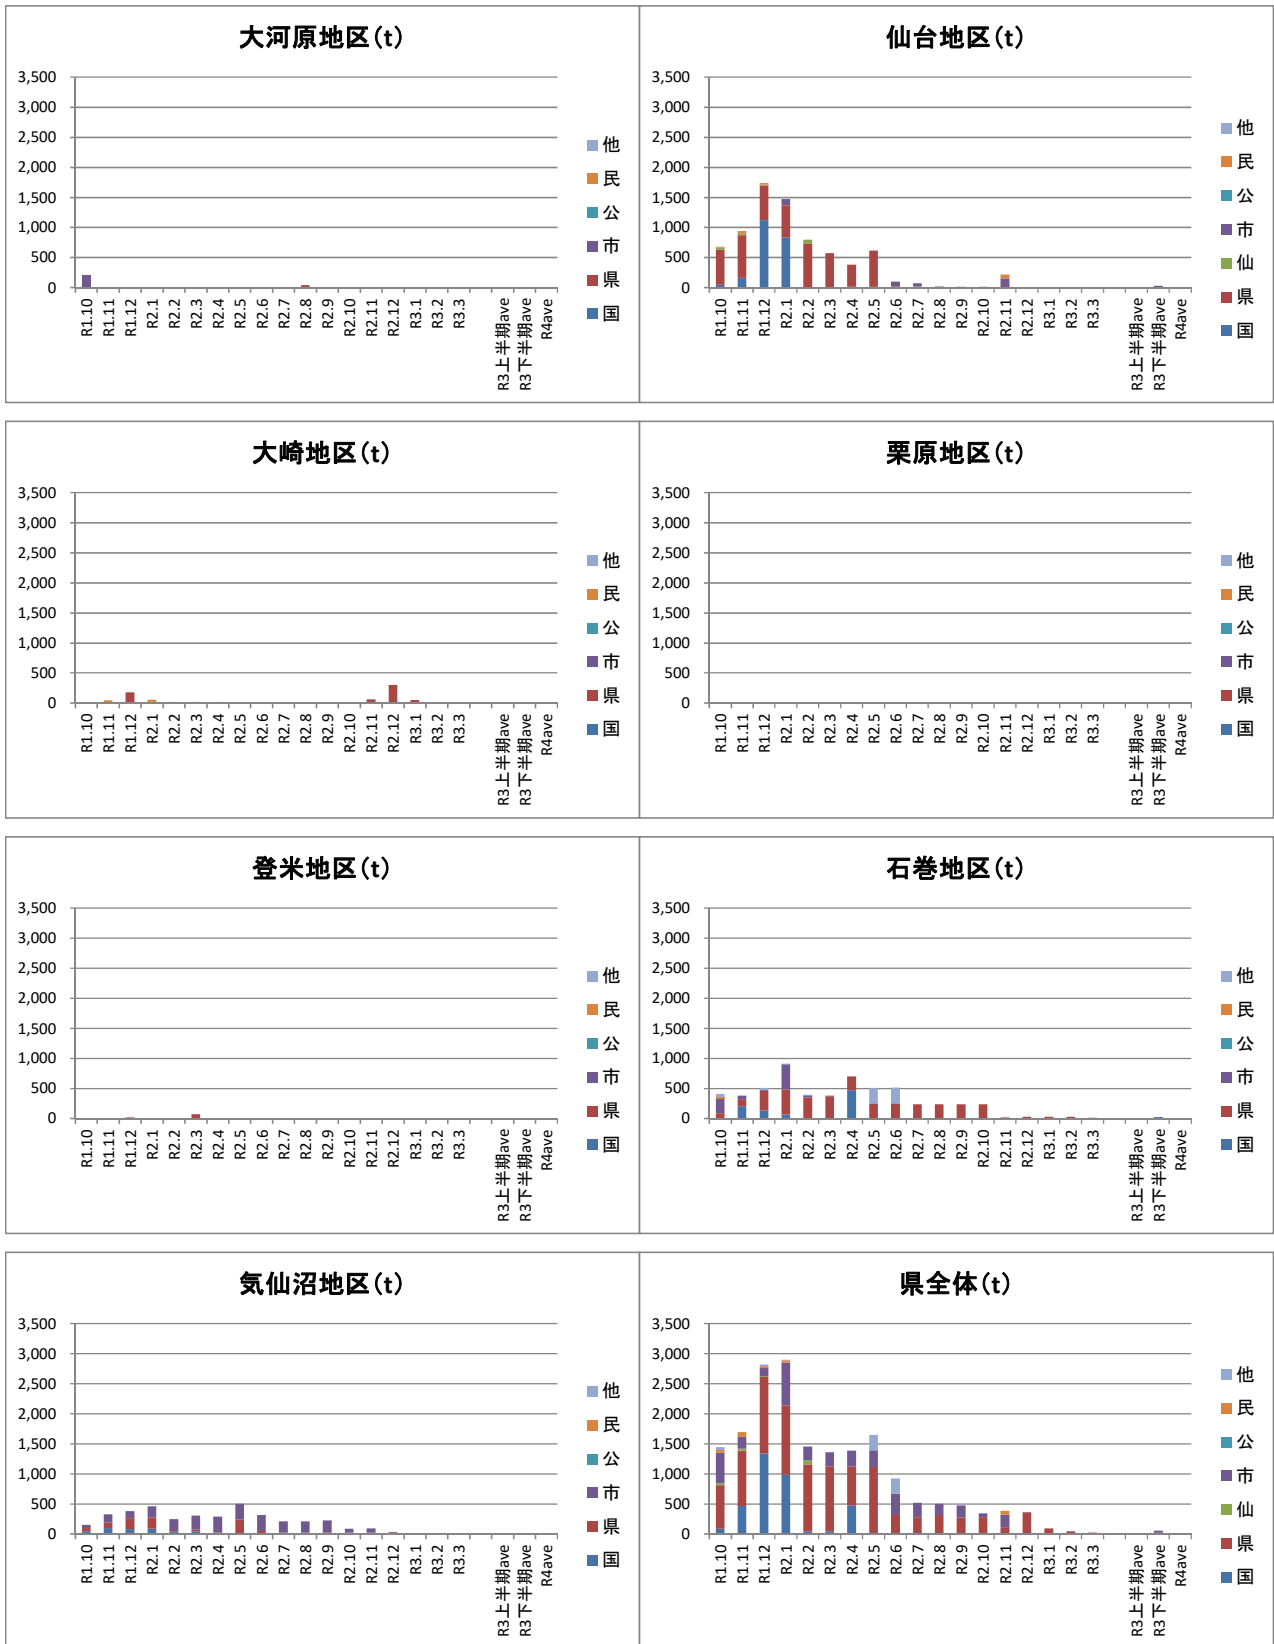 大河原地区(t)
3,500
3,000
2,500
2,000
1,500
1,000
500
0
R1.10
R1.11
R1.12
R2.1
R2.2
R2.3
R2.4
R2.5
R2.6
R2.7
R2.8
R2.9
R2.10
R2.11
R2.12
R3.1
R3.2
R3.3
R3上半期ave
R3下半期ave
R4ave
他
民
公
市
県
国
仙台地区(t)
3,500
3,000
2,500
2,000
1,500
1,000
500
0
R1.10
R1.11
R1.12
R2.1
R2.2
R2.3
R2.4
R2.5
R2.6
R2.7
R2.8
R2.9
R2.10
R2.11
R2.12
R3.1
R3.2
R3.3
R3上半期ave
R3下半期ave
R4ave
他
民
公
市
仙
県
国
大崎地区(t)
3,500
3,000
2,500
2,000
1,500
1,000
500
0
R1.10
R1.11
R1.12
R2.1
R2.2
R2.3
R2.4
R2.5
R2.6
R2.7
R2.8
R2.9
R2.10
R2.11
R2.12
R3.1
R3.2
R3.3
R3上半期ave
R3下半期ave
R4ave
他
民
公
市
県
国
栗原地区(t)
3,500
3,000
2,500
2,000
1,500
1,000
500
0
R1.10
R1.11
R1.12
R2.1
R2.2
R2.3
R2.4
R2.5
R2.6
R2.7
R2.8
R2.9
R2.10
R2.11
R2.12
R3.1
R3.2
R3.3
R3上半期ave
R3下半期ave
R4ave
他
民
公
市
県
国
登米地区(t)
3,500
3,000
2,500
2,000
1,500
1,000
500
0
R1.10
R1.11
R1.12
R2.1
R2.2
R2.3
R2.4
R2.5
R2.6
R2.7
R2.8
R2.9
R2.10
R2.11
R2.12
R3.1
R3.2
R3.3
R3上半期ave
R3下半期ave
R4ave
他
民
公
市
県
国
石巻地区(t)
3,500
3,000
2,500
2,000
1,500
1,000
500
0
R1.10
R1.11
R1.12
R2.1
R2.2
R2.3
R2.4
R2.5
R2.6
R2.7
R2.8
R2.9
R2.10
R2.11
R2.12
R3.1
R3.2
R3.3
R3上半期ave
R3下半期ave
R4ave
他
民
公
市
県
国
気仙沼地区(t)
3,500
3,000
2,500
2,000
1,500
1,000
500
0
R1.10
R1.11
R1.12
R2.1
R2.2
R2.3
R2.4
R2.5
R2.6
R2.7
R2.8
R2.9
R2.10
R2.11
R2.12
R3.1
R3.2
R3.3
R3上半期ave
R3下半期ave
R4ave
他
民
公
市
県
国
県全体(t)
3,500
3,000
2,500
2,000
1,500
1,000
500
0
R1.10
R1.11
R1.12
R2.1
R2.2
R2.3
R2.4
R2.5
R2.6
R2.7
R2.8
R2.9
R2.10
R2.11
R2.12
R3.1
R3.2
R3.3
R3上半期ave
R3下半期ave
R4ave
他
民
公
市
仙
県
国